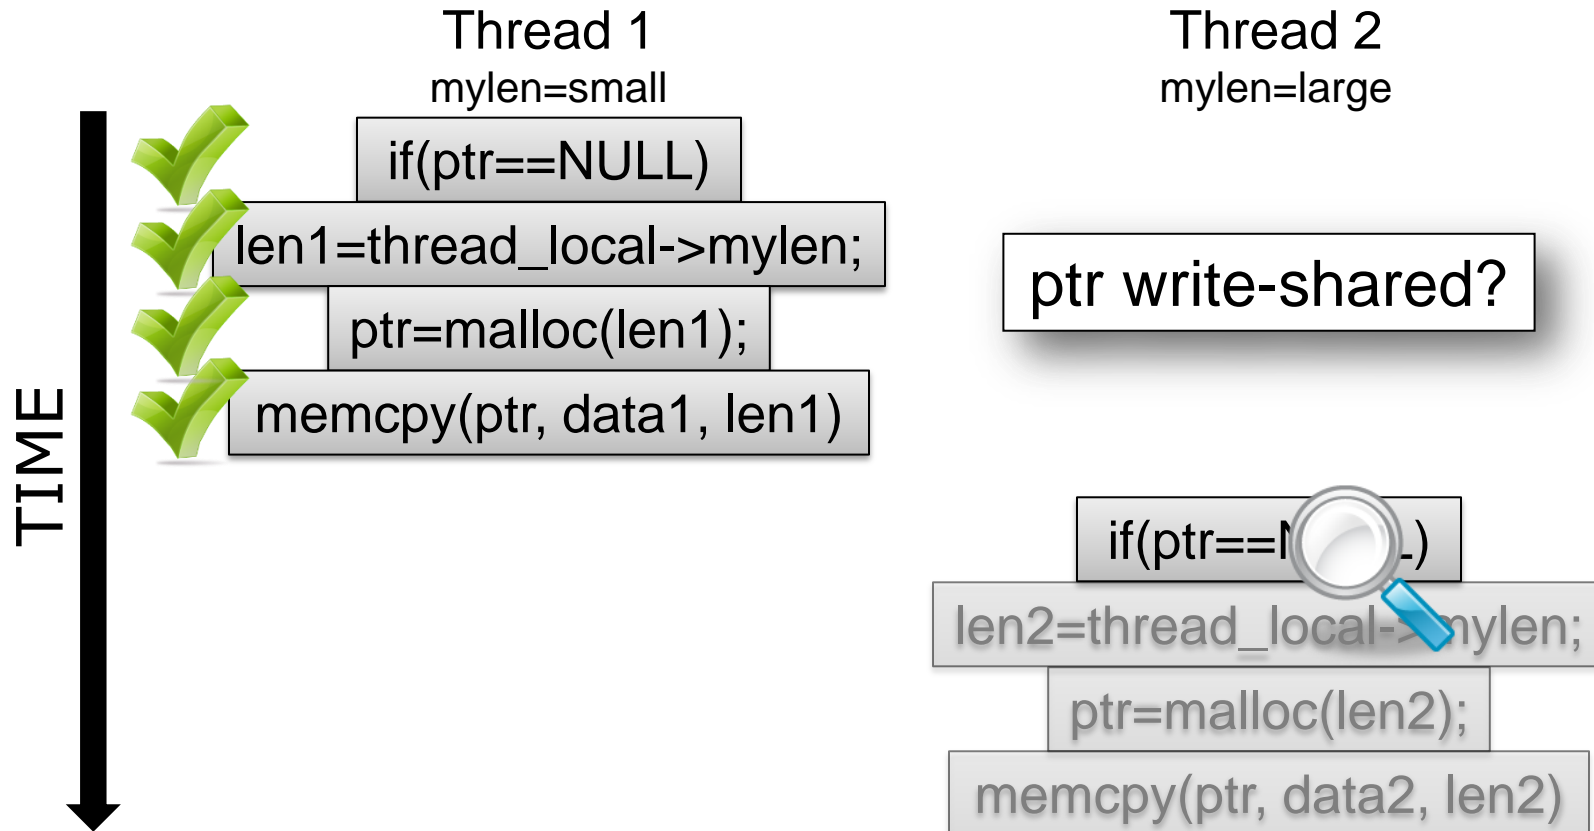 Thread 1
mylen=small
if(ptr==NULL)
len1=thread_local->mylen;
ptr=malloc(len1);
memcpy(ptr, data1, len1)
TIME
Thread 2
mylen=large
ptr write-shared?
if(ptr==N L)
len2=thread_local->mylen;
ptr=malloc(len2);
memcpy(ptr, data2, len2)